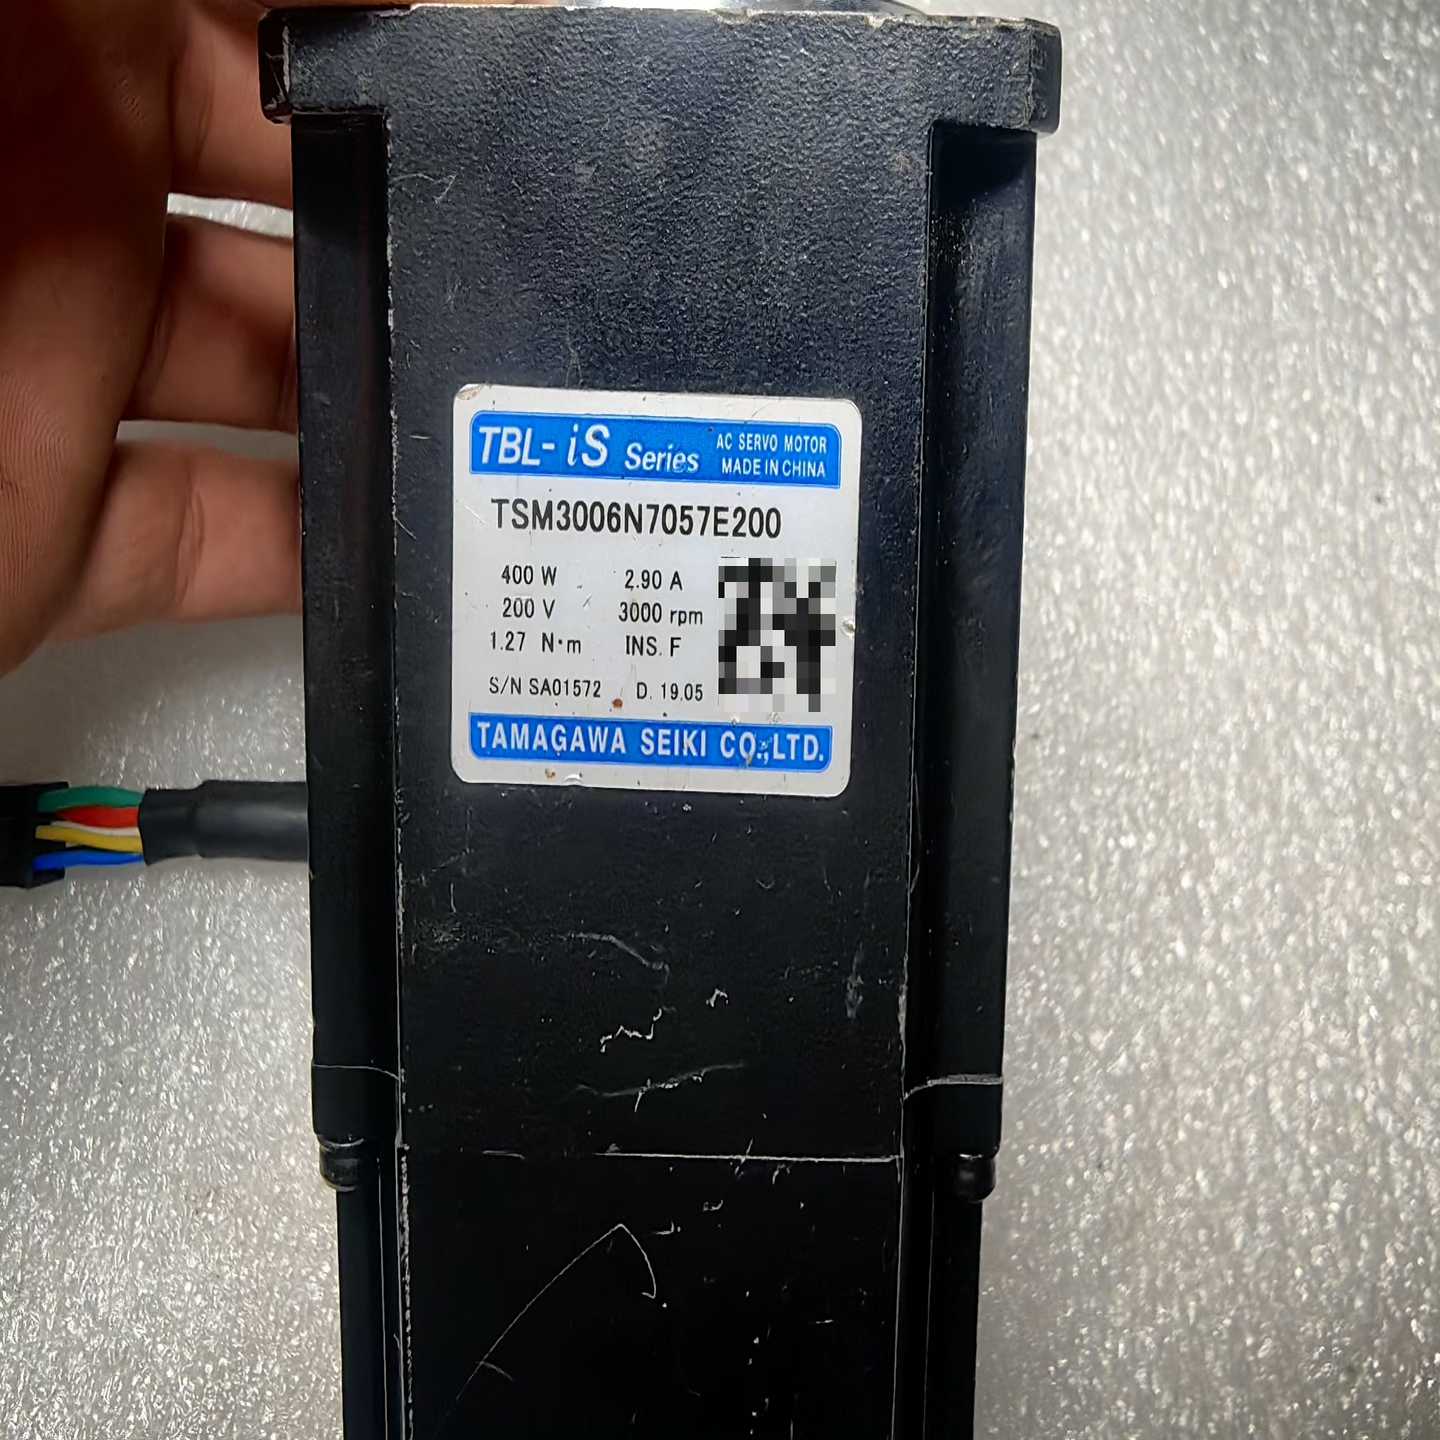 TBL-iS Series AC SERVO MOTOR
MADE IN CHINA
TSM3006N7057E200
400 W 2.90 A
200 V 3000 rpm
1.27 N·m INS. F
S/N SA01572 D. 19.05
TAMAGAWA SEIKI CO.,LTD.